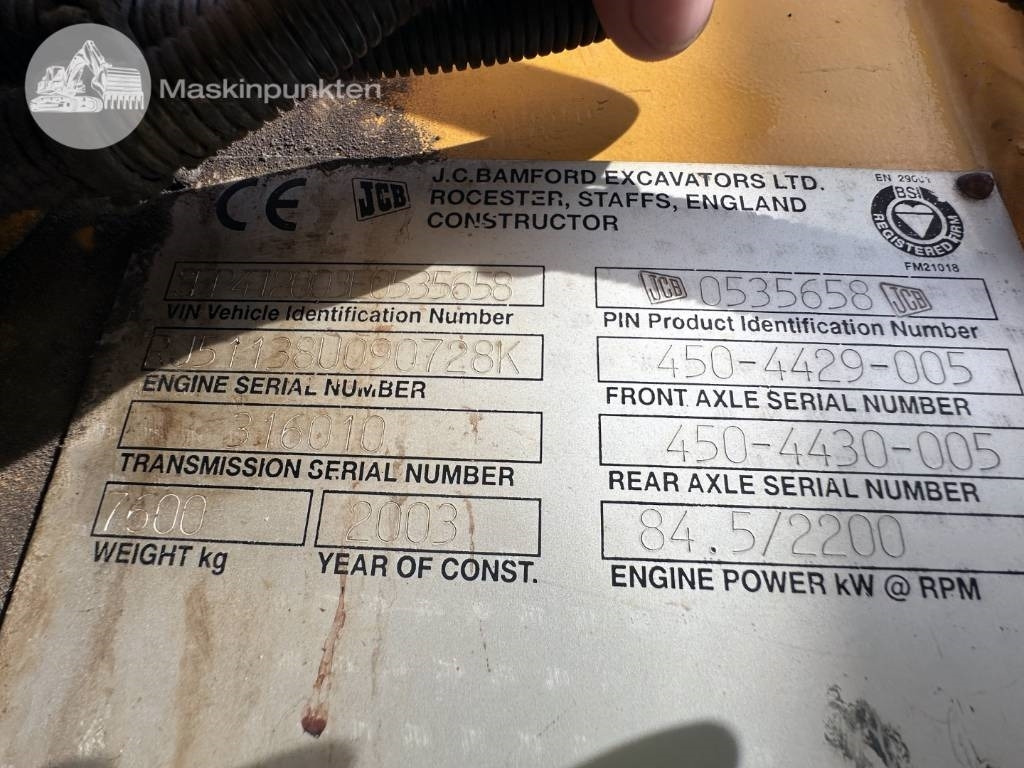 Maskinpunkten
J.C.BAMFORD EXCAVATORS LTD.
ROCESTER, STAFFS, ENGLAND
CONSTRUCTOR
CE
JCB
BSI
REGISTERED FIRM
FM21018
VIN Vehicle Identification Number
JCB 0535658 JCB
PIN Product Identification Number
ENGINE SERIAL NUMBER
450-4429-005
FRONT AXLE SERIAL NUMBER
316010
TRANSMISSION SERIAL NUMBER
450-4430-005
REAR AXLE SERIAL NUMBER
7600
WEIGHT kg
2003
YEAR OF CONST.
84.5/2200
ENGINE POWER kW @ RPM